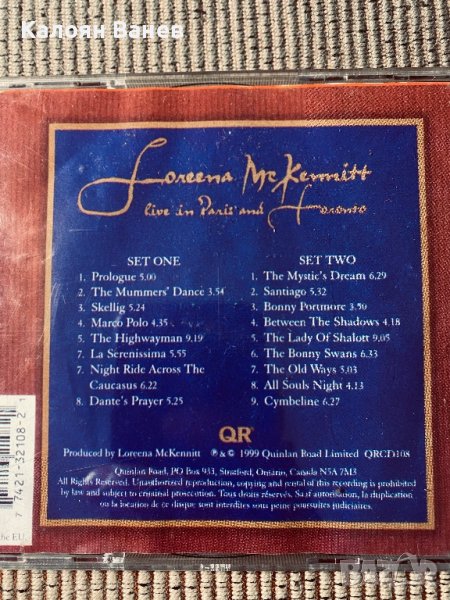 Калоян Ванев
Loreena McKennitt
live in Paris and Toronto
SET ONE
1. Prologue 5.00
2. The Mummers' Dance 3.54
3. Skellig 5.24
4. Marco Polo 4.35
5. The Highwayman 9.19
6. La Serenissima 5.55
7. Night Ride Across The
Caucasus 6.22
8. Dante's Prayer 5.25
SET TWO
1. The Mystic's Dream 6.29
2. Santiago 5.32
3. Bonny Portmore 3.50
4. Between The Shadows 4.18
5. The Lady Of Shalott 9.05
6. The Bonny Swans 6.33
7. The Old Ways 5.03
8. All Souls Night 4.13
9. Cymbeline 6.27
QR
Produced by Loreena McKennitt ℗ & © 1999 Quinlan Road Limited QRCD108
Quinlan Road, PO Box 933, Stratford, Ontario, Canada N5A 7M3
All Rights Reserved. Unauthorized reproduction, copying and rental of this recording is prohibited
by law and subject to criminal prosecution. Tous droits réservés. Sauf autorisation, la duplication
ou la location de ce disque sont interdites sous peine poursuites judiciaires.
7 74213 2108-2 1
the EU.